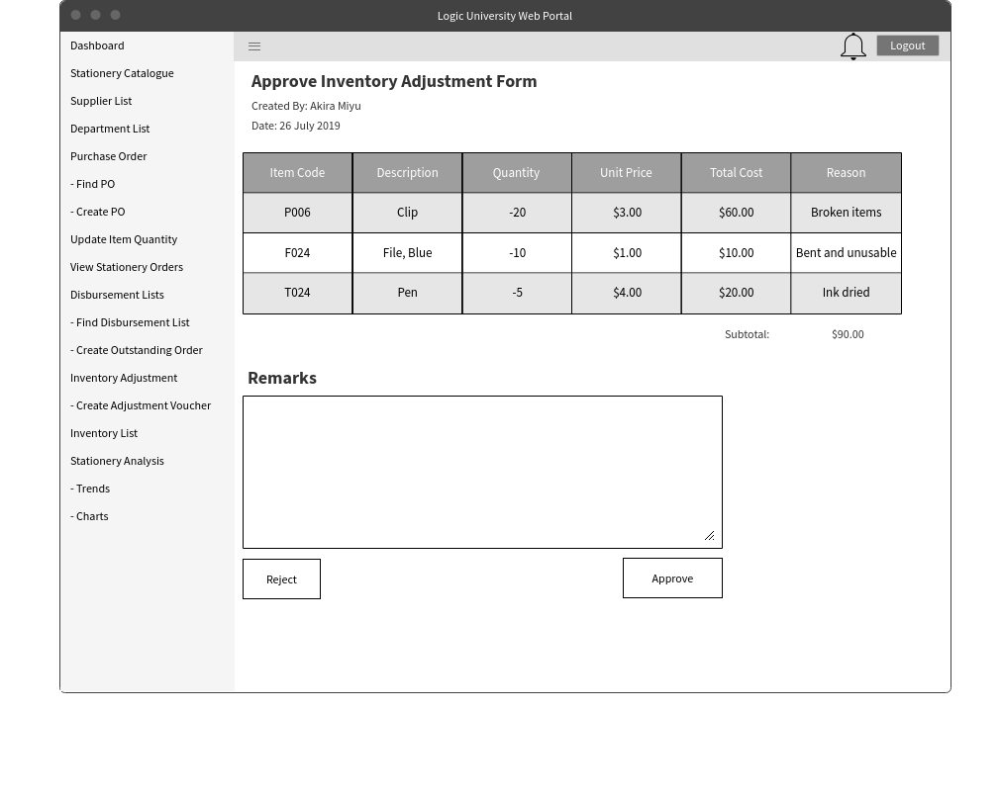 Logic University Web Portal
Dashboard
Stationery Catalogue
Supplier List
Department List
Purchase Order
- Find PO
- Create PO
Update Item Quantity
View Stationery Orders
Disbursement Lists
- Find Disbursement List
- Create Outstanding Order
Inventory Adjustment
- Create Adjustment Voucher
Inventory List
Stationery Analysis
- Trends
- Charts
Logout
Approve Inventory Adjustment Form
Created By: Akira Miyu
Date: 26 July 2019
Item Code Description Quantity Unit Price Total Cost Reason
P006 Clip -20 $3.00 $60.00 Broken items
F024 File, Blue -10 $1.00 $10.00 Bent and unusable
T024 Pen -5 $4.00 $20.00 Ink dried
Subtotal: $90.00
Remarks
Reject Approve